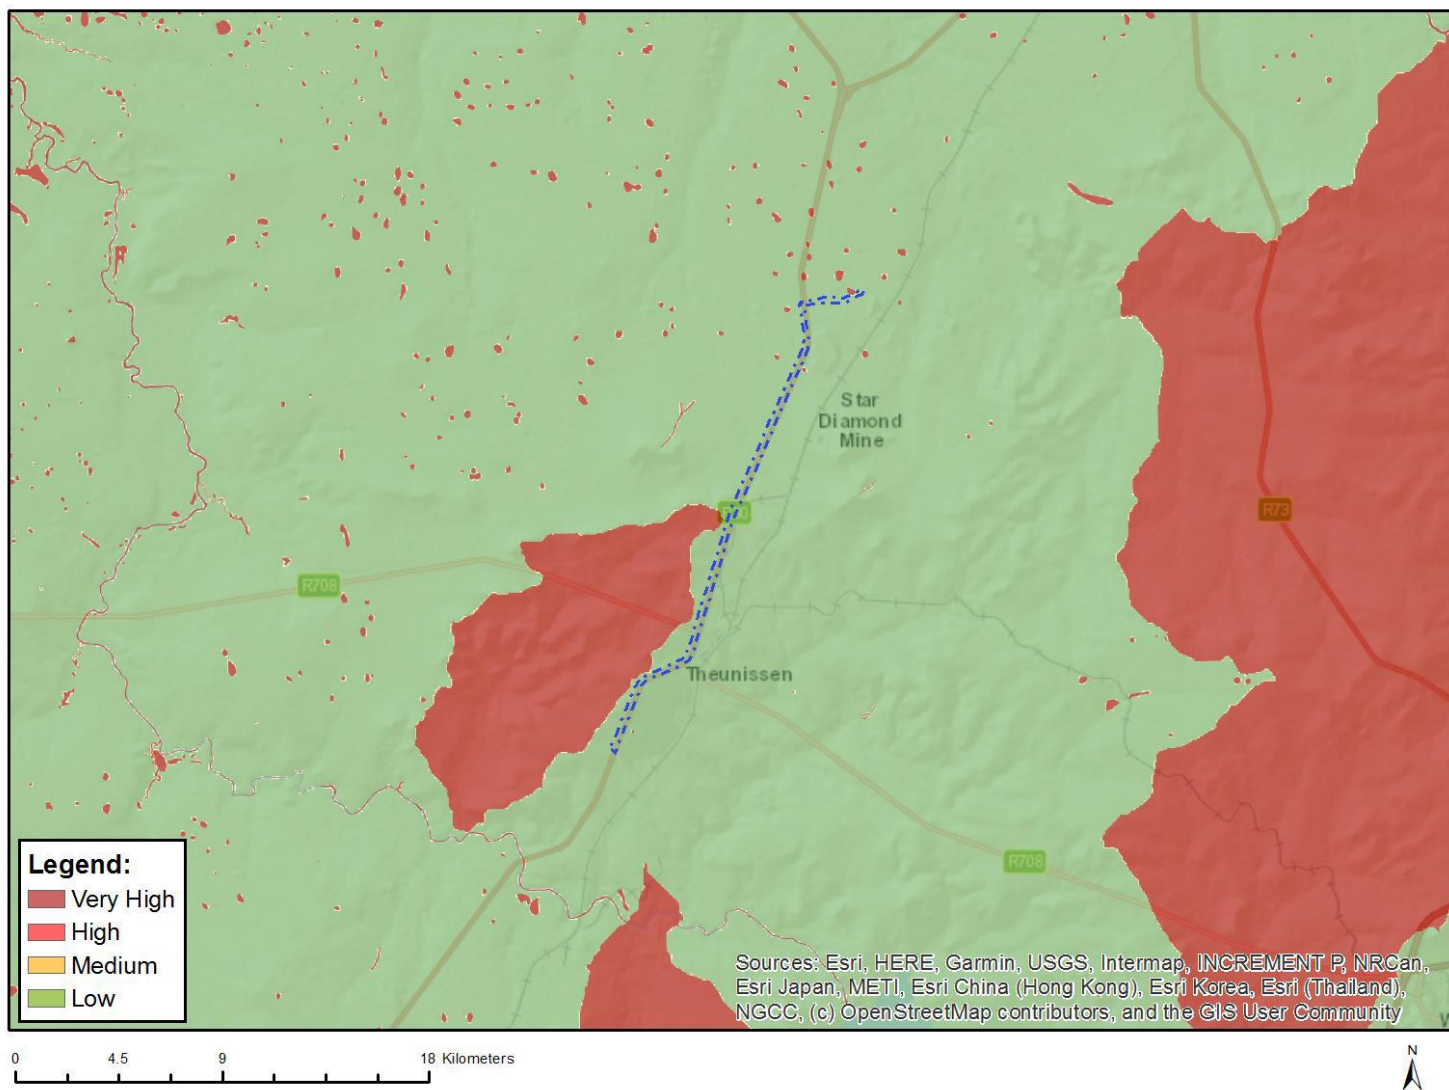 Star
Diamond
Mine
R708
R73
Theunissen
R708
Legend:
Very High
High
Medium
Low
Sources: Esri, HERE, Garmin, USGS, Intermap, INCREMENT P, NRCan,
Esri Japan, METI, Esri China (Hong Kong), Esri Korea, Esri (Thailand),
NGCC, (c) OpenStreetMap contributors, and the GIS User Community
W
0 4.5 9 18 Kilometers
N